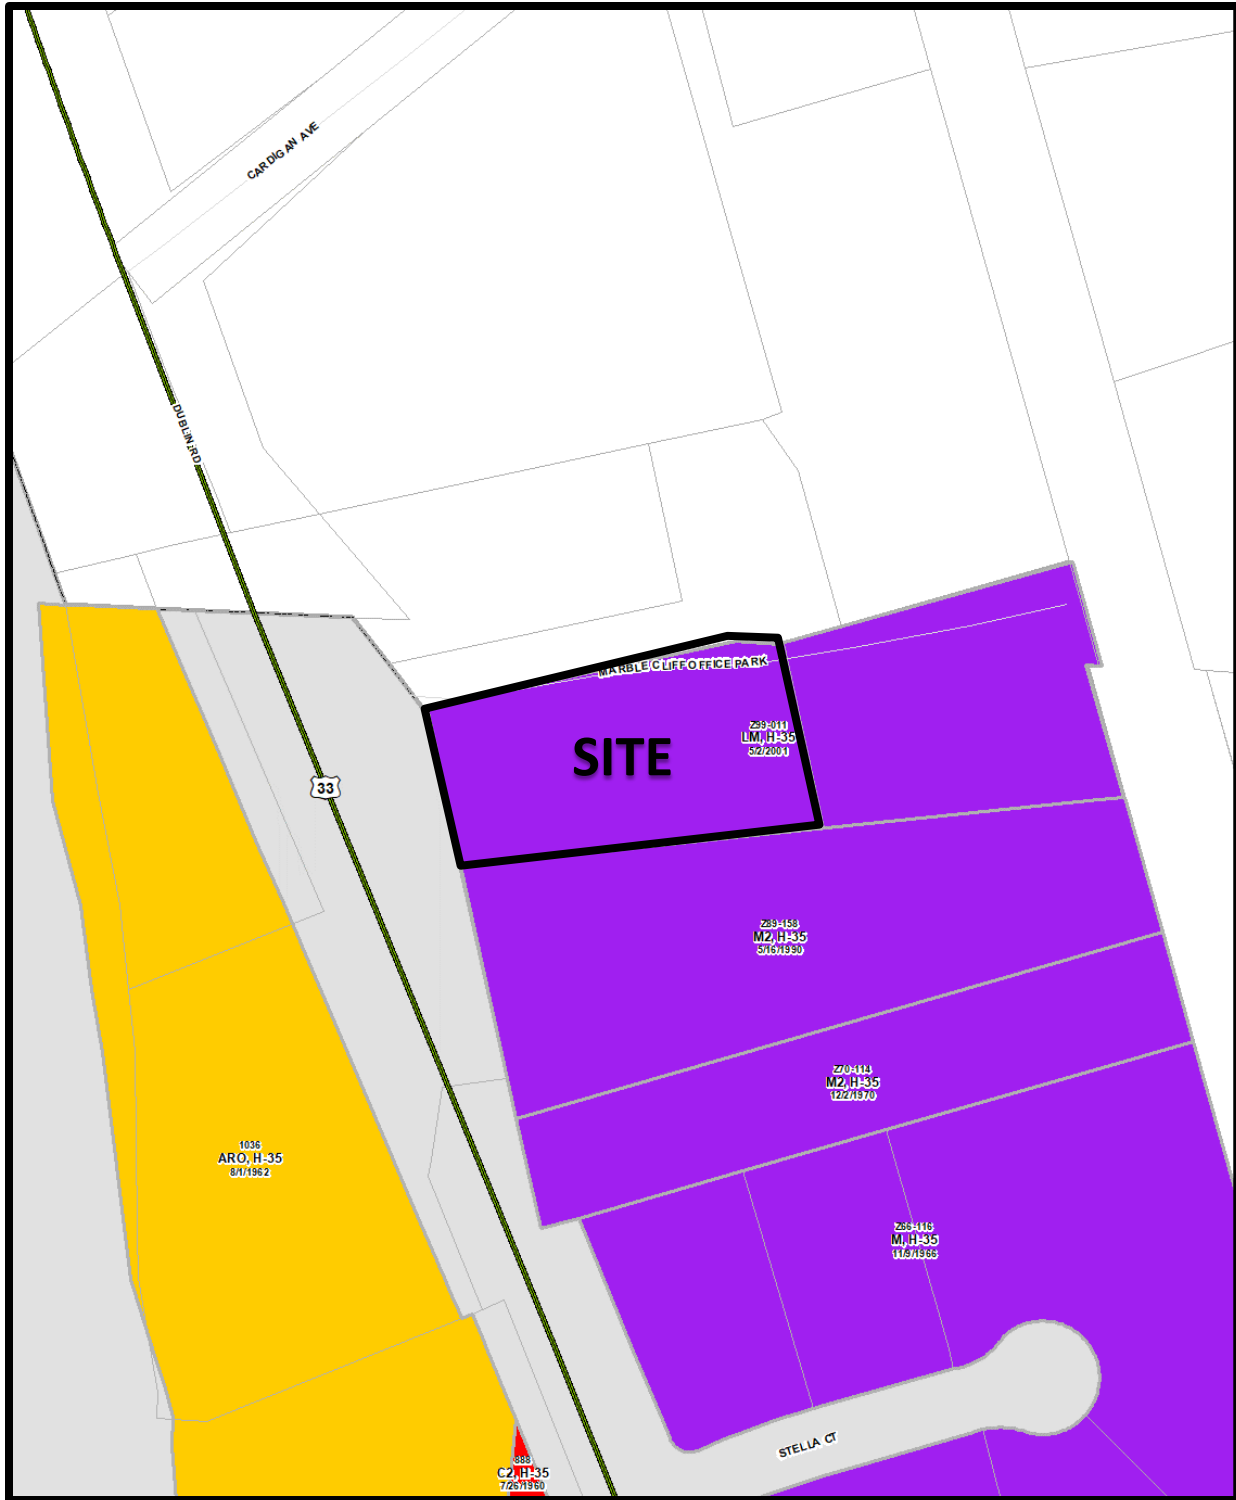 CARDIGAN AVE
DUBLIN RD
MARBLE CLIFF OFFICE PARK
Z99-011
LM, H-35
5/2/2001
SITE
33
Z89-158
M2, H-35
5/16/1990
Z70-114
M2, H-35
12/2/1970
1036
ARO, H-35
8/1/1962
Z66-116
M, H-35
11/9/1966
STELLA CT
888
C2, H-35
7/26/1960